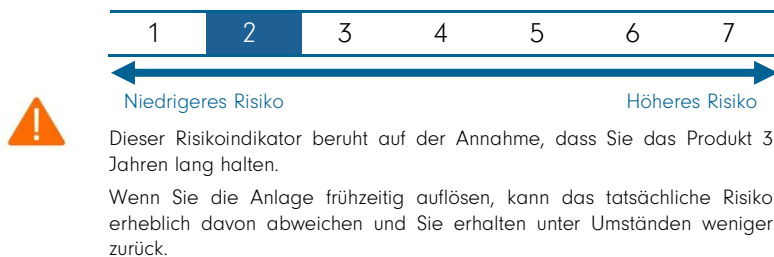 1 2 3 4 5 6 7
Niedrigeres Risiko Höheres Risiko
Dieser Risikoindikator beruht auf der Annahme, dass Sie das Produkt 3
Jahren lang halten.
Wenn Sie die Anlage frühzeitig auflösen, kann das tatsächliche Risiko
erheblich davon abweichen und Sie erhalten unter Umständen weniger
zurück.